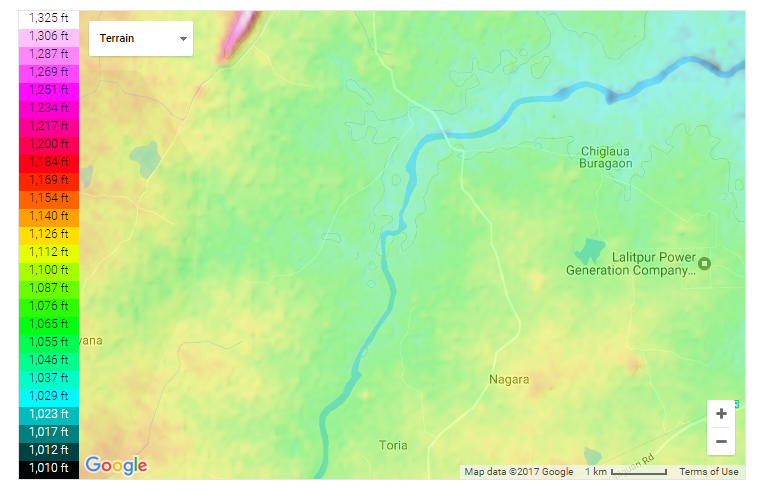 1,325 ft
1,306 ft
1,287 ft
1,269 ft
1,251 ft
1,234 ft
1,217 ft
1,200 ft
1,184 ft
1,169 ft
1,154 ft
1,140 ft
1,126 ft
1,112 ft
1,100 ft
1,087 ft
1,076 ft
1,065 ft
1,055 ft
1,046 ft
1,037 ft
1,029 ft
1,023 ft
1,017 ft
1,012 ft
1,010 ft
Terrain
Chiglaua
Buragaon
Lalitpur Power
Generation Company...
yana
Nagara
Toria
Rd
Google
Map data ©2017 Google
1 km
Terms of Use